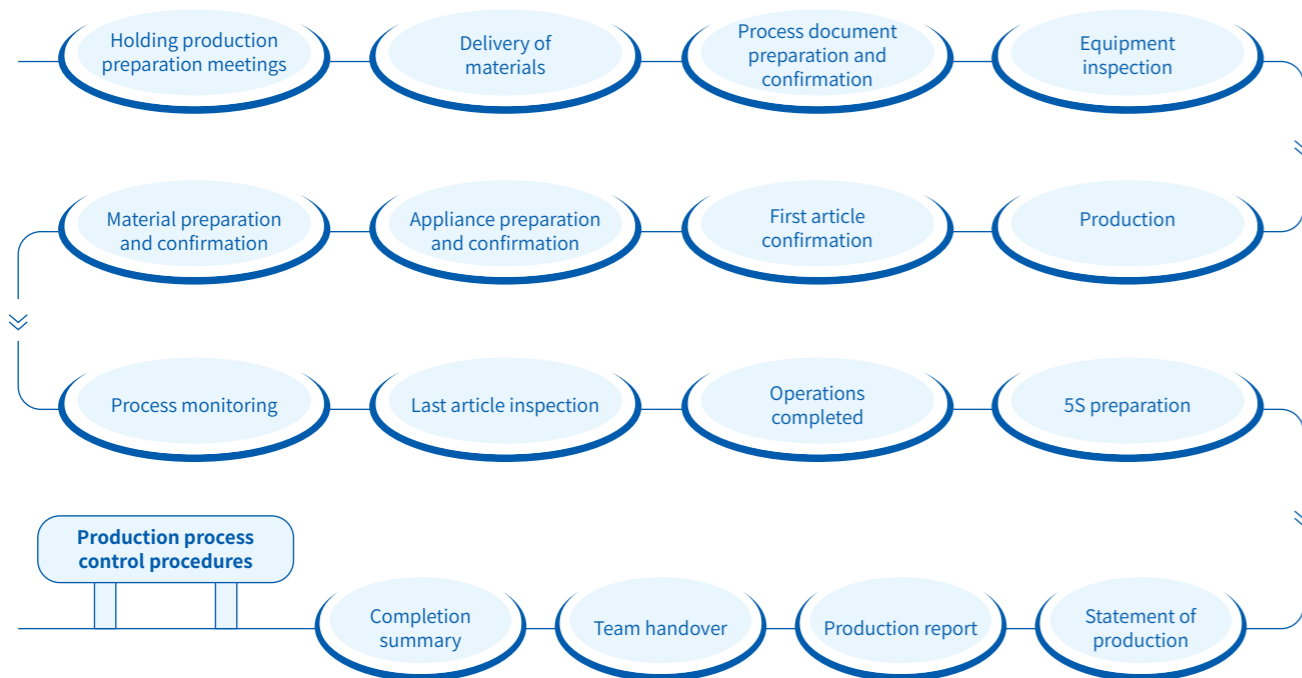 Holding production
preparation meetings
Delivery of
materials
Process document
preparation and
confirmation
Equipment
inspection
Material preparation
and confirmation
Appliance preparation
and confirmation
First article
confirmation
Production
Process monitoring
Last article inspection
Operations
completed
5S preparation
Production process
control procedures
Completion
summary
Team handover
Production report
Statement of
production